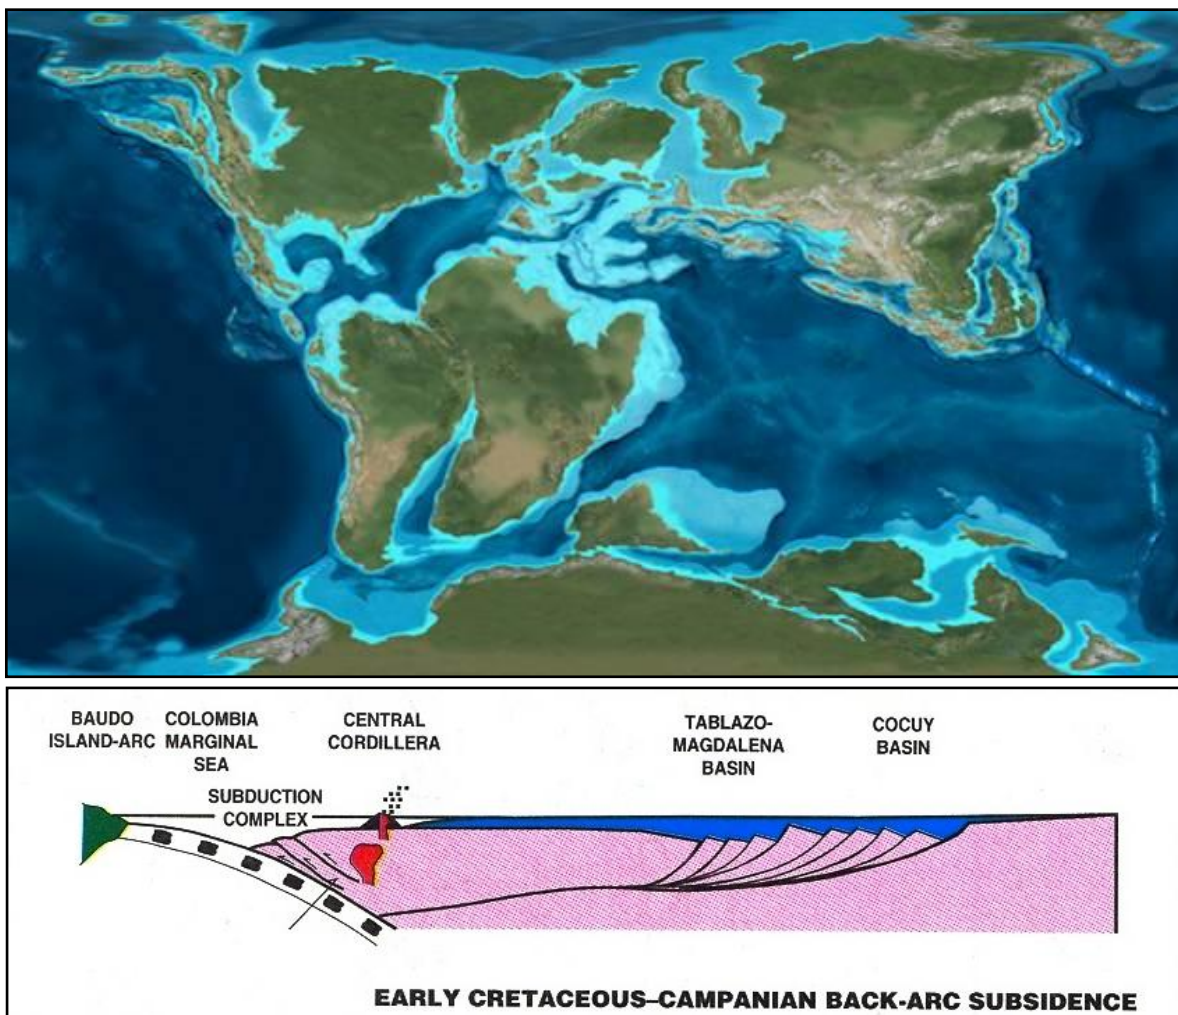 BAUDO
ISLAND-ARC
COLOMBIA
MARGINAL
SEA
CENTRAL
CORDILLERA
TABLAZO-
MAGDALENA
BASIN
COCUY
BASIN
SUBDUCTION
COMPLEX
EARLY CRETACEOUS–CAMPANIAN BACK-ARC SUBSIDENCE